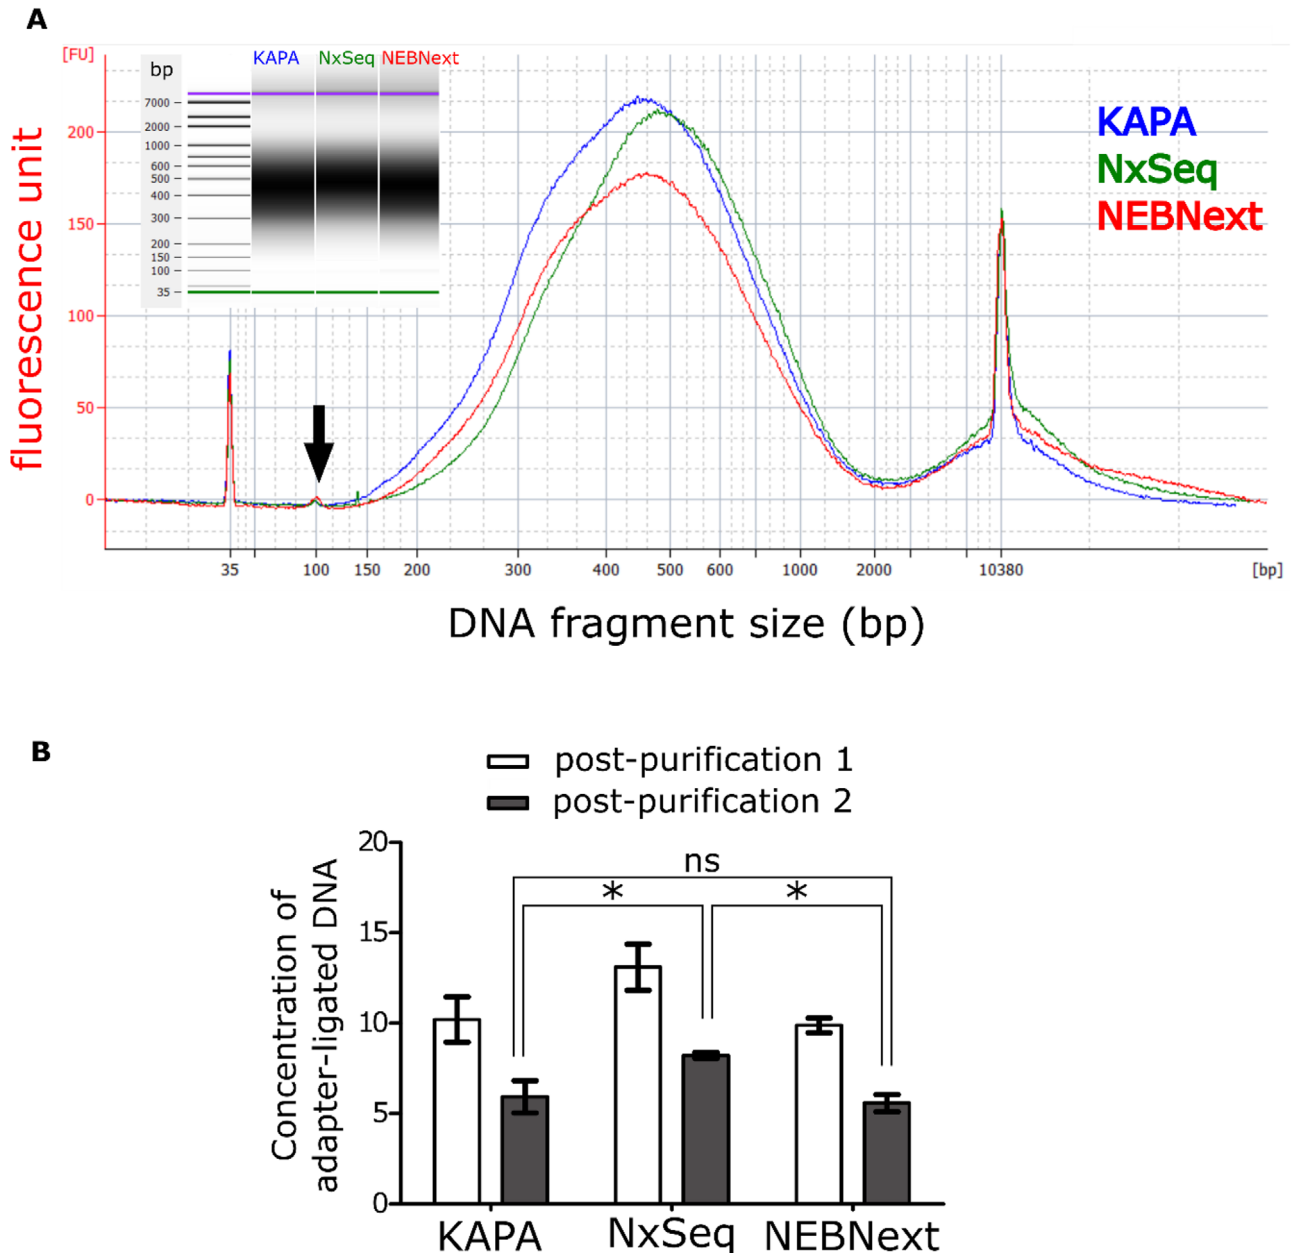 A
[FU]
fluorescence unit
200
150
100
50
0
bp
KAPA NxSeq NEBNext
7000
2000
1000
600
500
400
300
200
150
100
35
KAPA
NxSeq
NEBNext
35 100 150 200 300 400 500 600 1000 2000 10380 [bp]
DNA fragment size (bp)
B
post-purification 1
post-purification 2
Concentration of
adapter-ligated DNA
20
15
10
5
0
ns
* *
KAPA NxSeq NEBNext